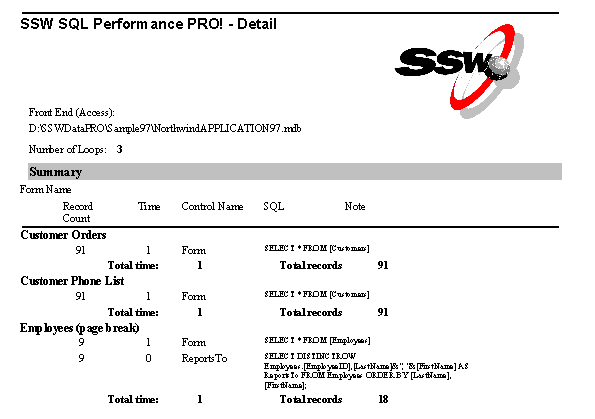 SSW SQL Performance PRO! - Detail
SSW
Front End (Access):
D:\SSWDataPRO\Sample97\NorthwindAPPLICATION97.mdb
Number of Loops: 3
Summary
Form Name
Record Count Time Control Name SQL Note
Customer Orders
91 1 Form SELECT * FROM [Customers]
Total time: 1 Total records 91
Customer Phone List
91 1 Form SELECT * FROM [Customers]
Total time: 1 Total records 91
Employees (page break)
9 1 Form SELECT * FROM [Employees]
9 0 ReportsTo SELECT DISTINCTROW
Employees.[EmployeeID],[LastName]&", "&[FirstName] AS
ReportsTo FROM Employees ORDER BY [LastName],
[FirstName];
Total time: 1 Total records 18